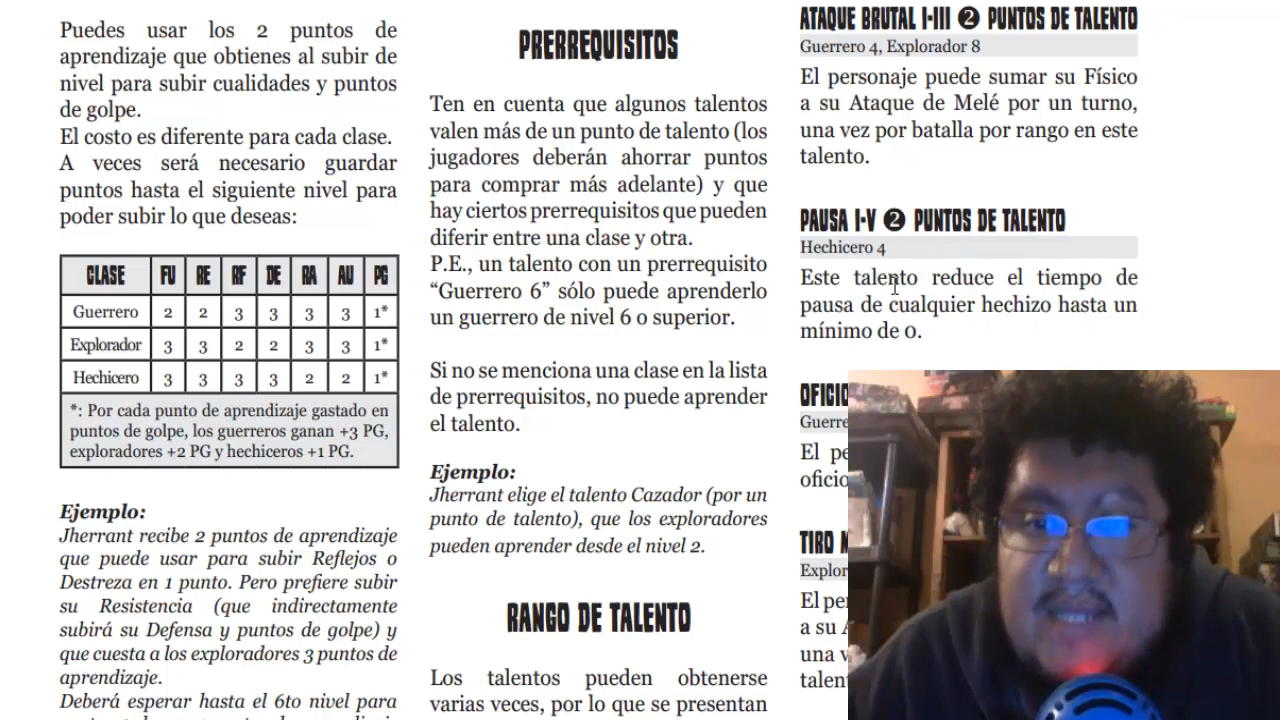 Puedes usar los 2 puntos de
aprendizaje que obtienes al subir de
nivel para subir cualidades y puntos
de golpe.
El costo es diferente para cada clase.
A veces será necesario guardar
puntos hasta el siguiente nivel para
poder subir lo que deseas:
CLASE FU RE RF DE RA AU PG
Guerrero 2 2 3 3 3 3 1*
Explorador 3 3 2 2 3 3 1*
Hechicero 3 3 3 3 2 2 1*
*: Por cada punto de aprendizaje gastado en
puntos de golpe, los guerreros ganan +3 PG,
exploradores +2 PG y hechiceros +1 PG.
Ejemplo:
Jherrant recibe 2 puntos de aprendizaje
que puede usar para subir Reflejos o
Destreza en 1 punto. Pero prefiere subir
su Resistencia (que indirectamente
subirá su Defensa y puntos de golpe) y
que cuesta a los exploradores 3 puntos de
aprendizaje.
Deberá esperar hasta el 6to nivel para
PRERREQUISITOS
Ten en cuenta que algunos talentos
valen más de un punto de talento (los
jugadores deberán ahorrar puntos
para comprar más adelante) y que
hay ciertos prerrequisitos que pueden
diferir entre una clase y otra.
P.E., un talento con un prerrequisito
“Guerrero 6” sólo puede aprenderlo
un guerrero de nivel 6 o superior.
Si no se menciona una clase en la lista
de prerrequisitos, no puede aprender
el talento.
Ejemplo:
Jherrant elige el talento Cazador (por un
punto de talento), que los exploradores
pueden aprender desde el nivel 2.
RANGO DE TALENTO
Los talentos pueden obtenerse
varias veces, por lo que se presentan
ATAQUE BRUTAL I-III ❷ PUNTOS DE TALENTO
Guerrero 4, Explorador 8
El personaje puede sumar su Físico
a su Ataque de Melé por un turno,
una vez por batalla por rango en este
talento.
PAUSA I-V ❷ PUNTOS DE TALENTO
Hechicero 4
Este talento reduce el tiempo de
pausa de cualquier hechizo hasta un
mínimo de 0.
OFICIO
Guerre
El pe
oficio
TIRO M
Explor
El per
a su A
una v
talen